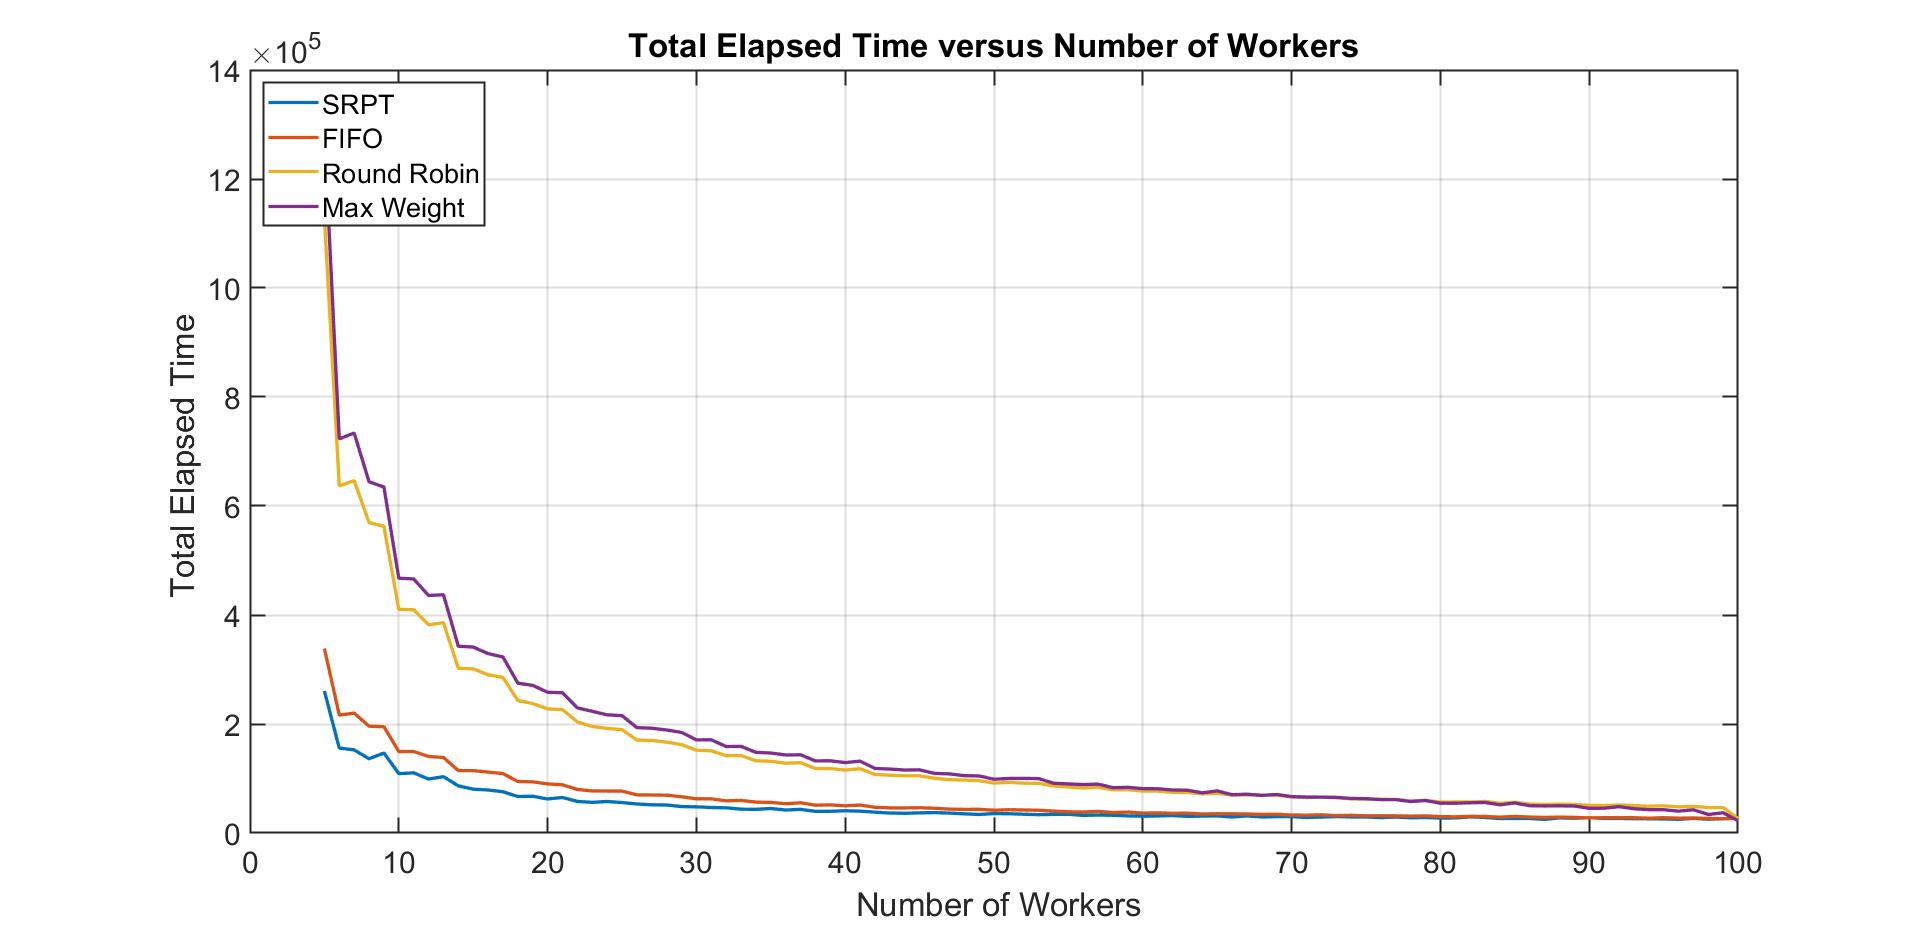 Total Elapsed Time versus Number of Workers
×10⁵
14
12
10
8
6
4
2
0
SRPT
FIFO
Round Robin
Max Weight
Total Elapsed Time
0 10 20 30 40 50 60 70 80 90 100
Number of Workers